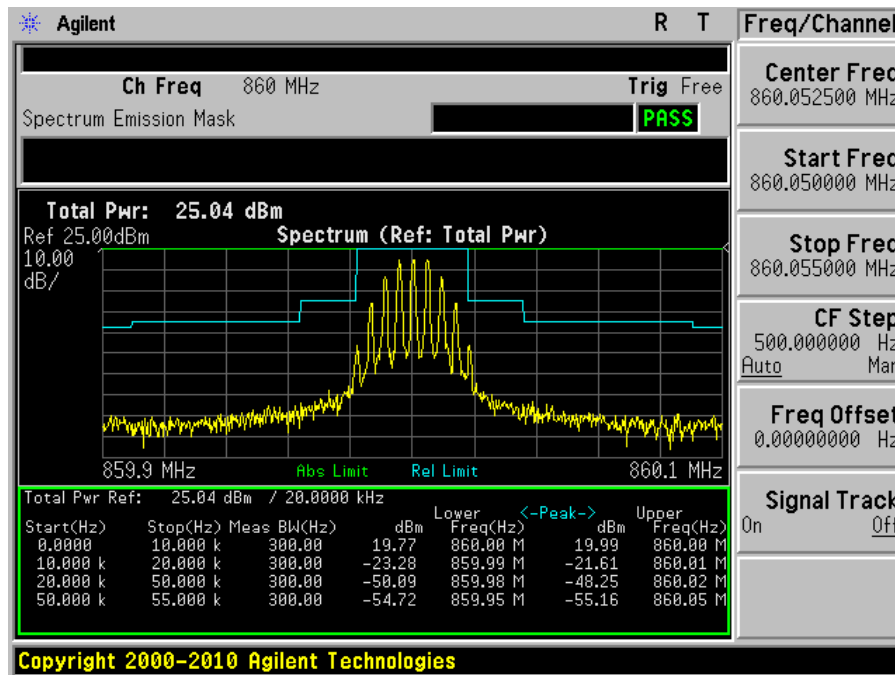 Agilent R T Freq/Channel
Ch Freq 860 MHz Trig Free
Spectrum Emission Mask PASS
Total Pwr: 25.04 dBm
Ref 25.00dBm Spectrum (Ref: Total Pwr)
10.00
dB/
859.9 MHz Abs Limit Rel Limit 860.1 MHz
Total Pwr Ref: 25.04 dBm / 20.0000 kHz
Lower <-Peak-> Upper
Start(Hz) Stop(Hz) Meas BW(Hz) dBm Freq(Hz) dBm Freq(Hz)
0.0000 10.000 k 300.00 19.77 860.00 M 19.99 860.00 M
10.000 k 20.000 k 300.00 -23.28 859.99 M -21.61 860.01 M
20.000 k 50.000 k 300.00 -50.09 859.98 M -48.25 860.02 M
50.000 k 55.000 k 300.00 -54.72 859.95 M -55.16 860.05 M
Center Freq
860.052500 MHz
Start Freq
860.050000 MHz
Stop Freq
860.055000 MHz
CF Step
500.000000 Hz
Auto Man
Freq Offset
0.00000000 Hz
Signal Track
On Off
Copyright 2000-2010 Agilent Technologies